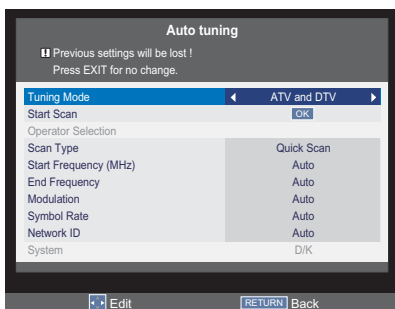 Auto tuning
! Previous settings will be lost !
Press EXIT for no change.
Tuning Mode ATV and DTV
Start Scan OK
Operator Selection
Scan Type Quick Scan
Start Frequency (MHz) Auto
End Frequency Auto
Modulation Auto
Symbol Rate Auto
Network ID Auto
System D/K
Edit RETURN Back